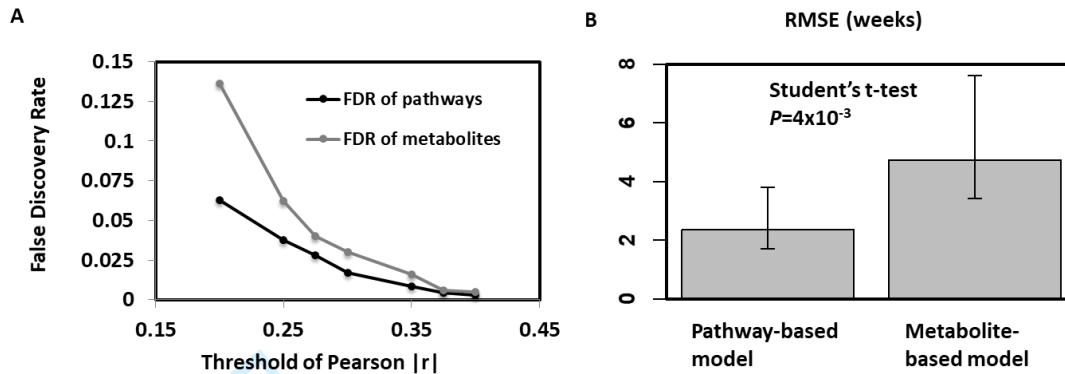 A
0.15
0.125
0.1
0.075
0.05
0.025
0
False Discovery Rate
FDR of pathways
FDR of metabolites
0.15
0.25
0.35
0.45
Threshold of Pearson |r|
B
RMSE (weeks)
8
6
4
2
0
Student's t-test
P=4x10⁻³
Pathway-based
model
Metabolite-
based model